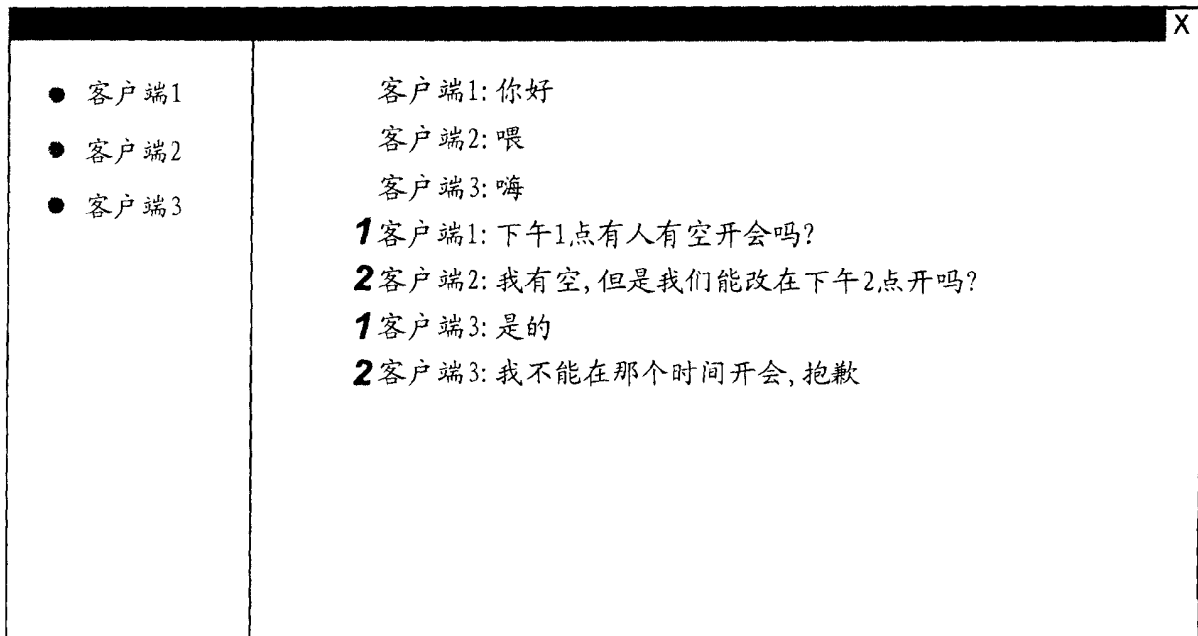 X
● 客户端1
● 客户端2
● 客户端3
客户端1: 你好
客户端2: 喂
客户端3: 嗨
1 客户端1: 下午1点有人有空开会吗?
2 客户端2: 我有空, 但是我们能改在下午2点开吗?
1 客户端3: 是的
2 客户端3: 我不能在那个时间开会, 抱歉